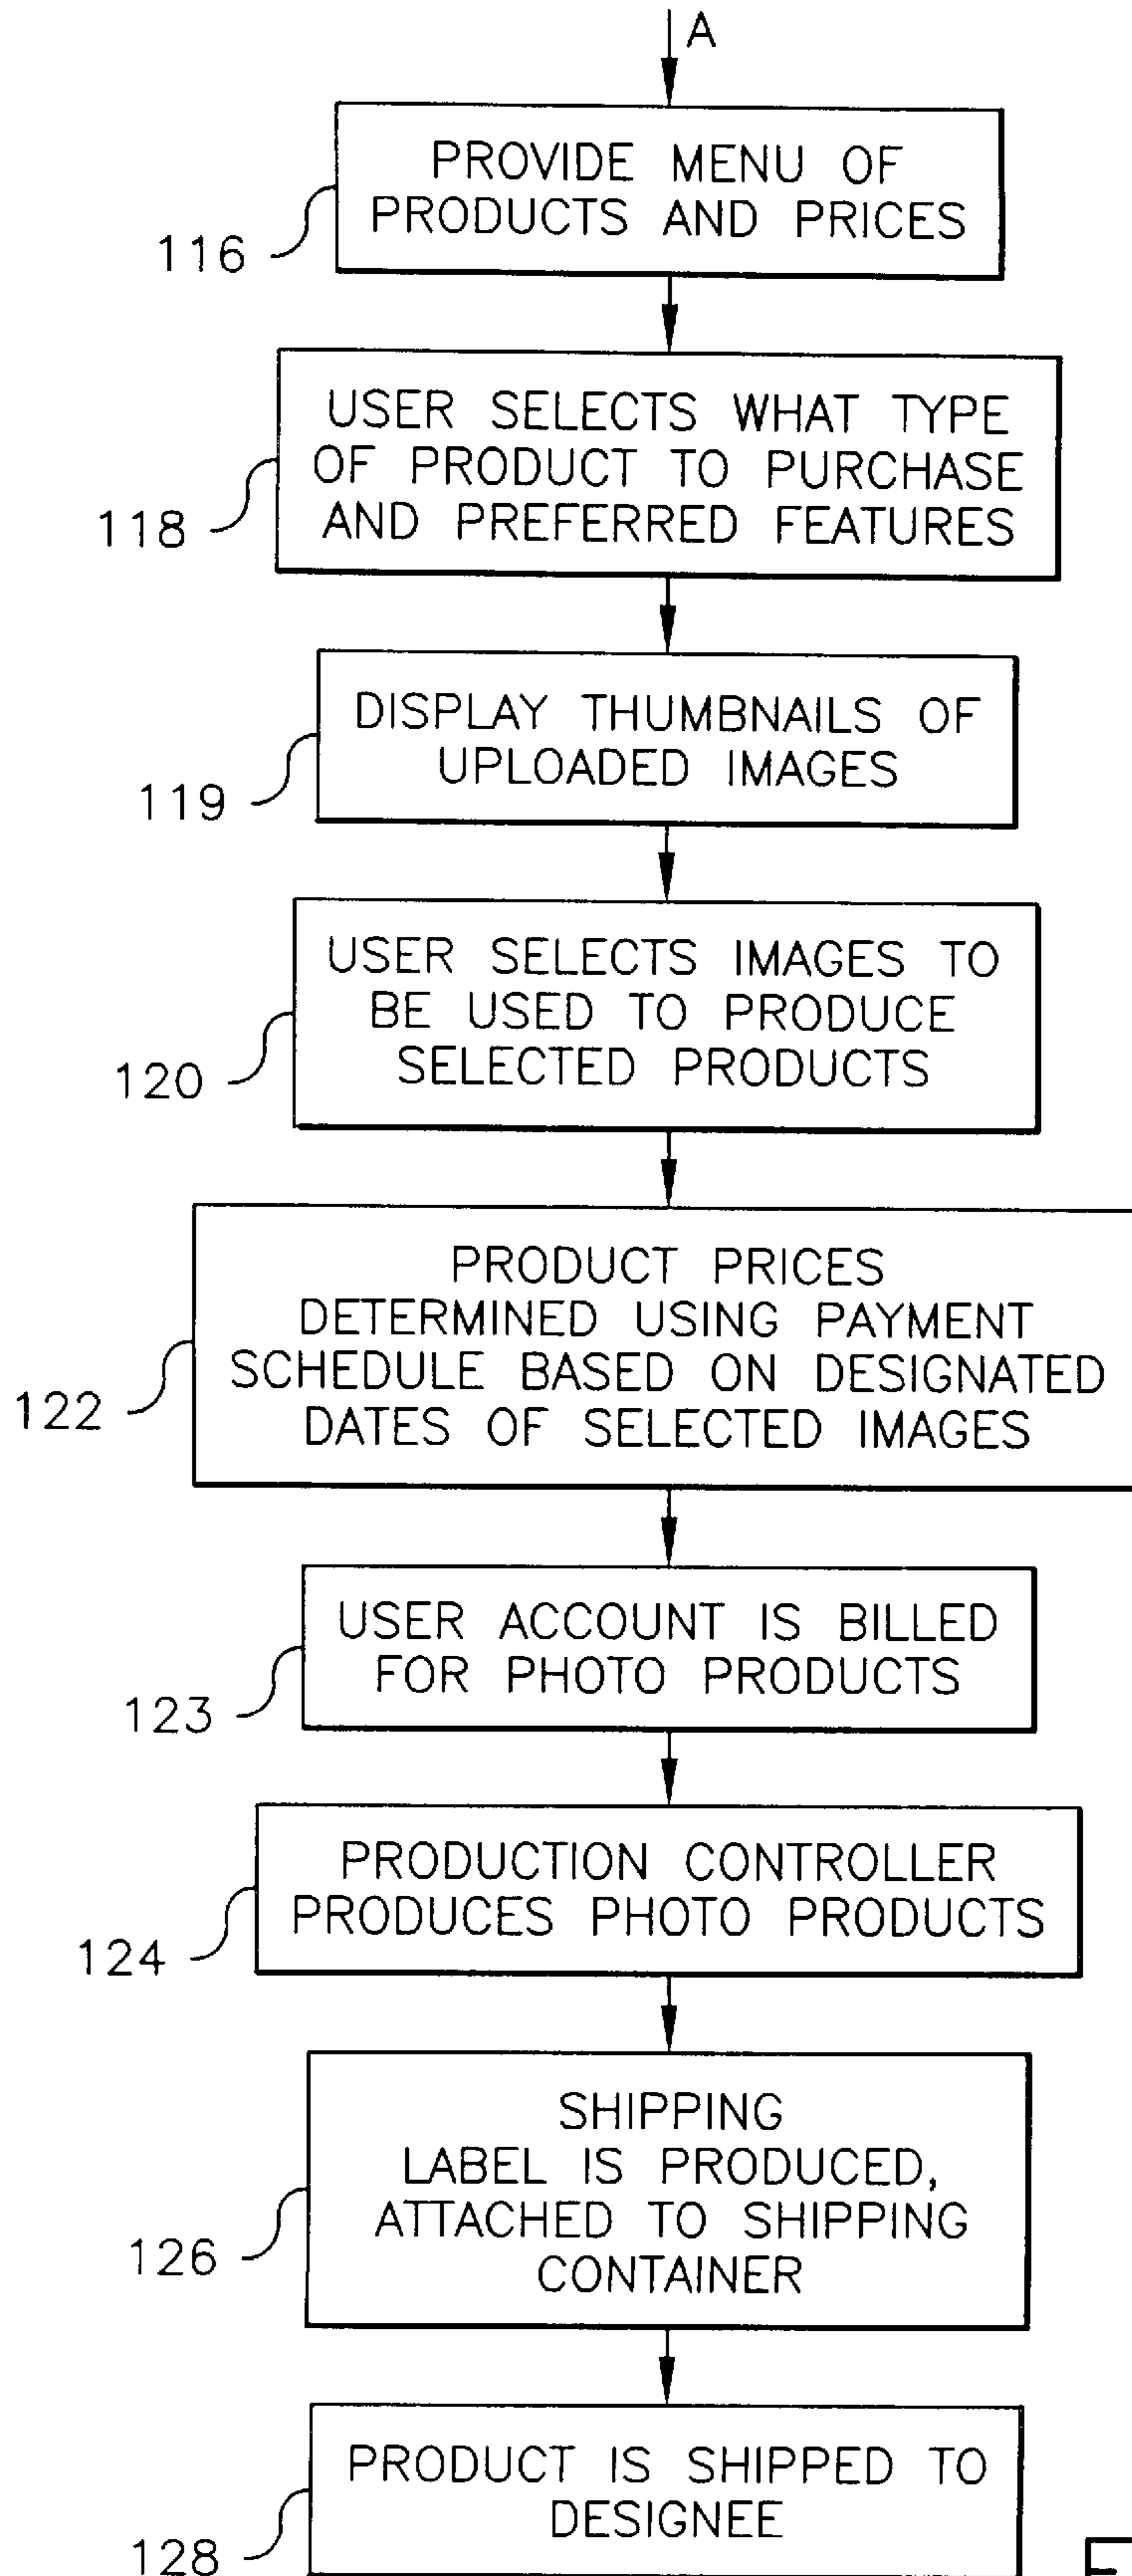 A
PROVIDE MENU OF
PRODUCTS AND PRICES
116
USER SELECTS WHAT TYPE
OF PRODUCT TO PURCHASE
AND PREFERRED FEATURES
118
DISPLAY THUMBNAILS OF
UPLOADED IMAGES
119
USER SELECTS IMAGES TO
BE USED TO PRODUCE
SELECTED PRODUCTS
120
PRODUCT PRICES
DETERMINED USING PAYMENT
SCHEDULE BASED ON DESIGNATED
DATES OF SELECTED IMAGES
122
USER ACCOUNT IS BILLED
FOR PHOTO PRODUCTS
123
PRODUCTION CONTROLLER
PRODUCES PHOTO PRODUCTS
124
SHIPPING
LABEL IS PRODUCED,
ATTACHED TO SHIPPING
CONTAINER
126
PRODUCT IS SHIPPED TO
DESIGNEE
128